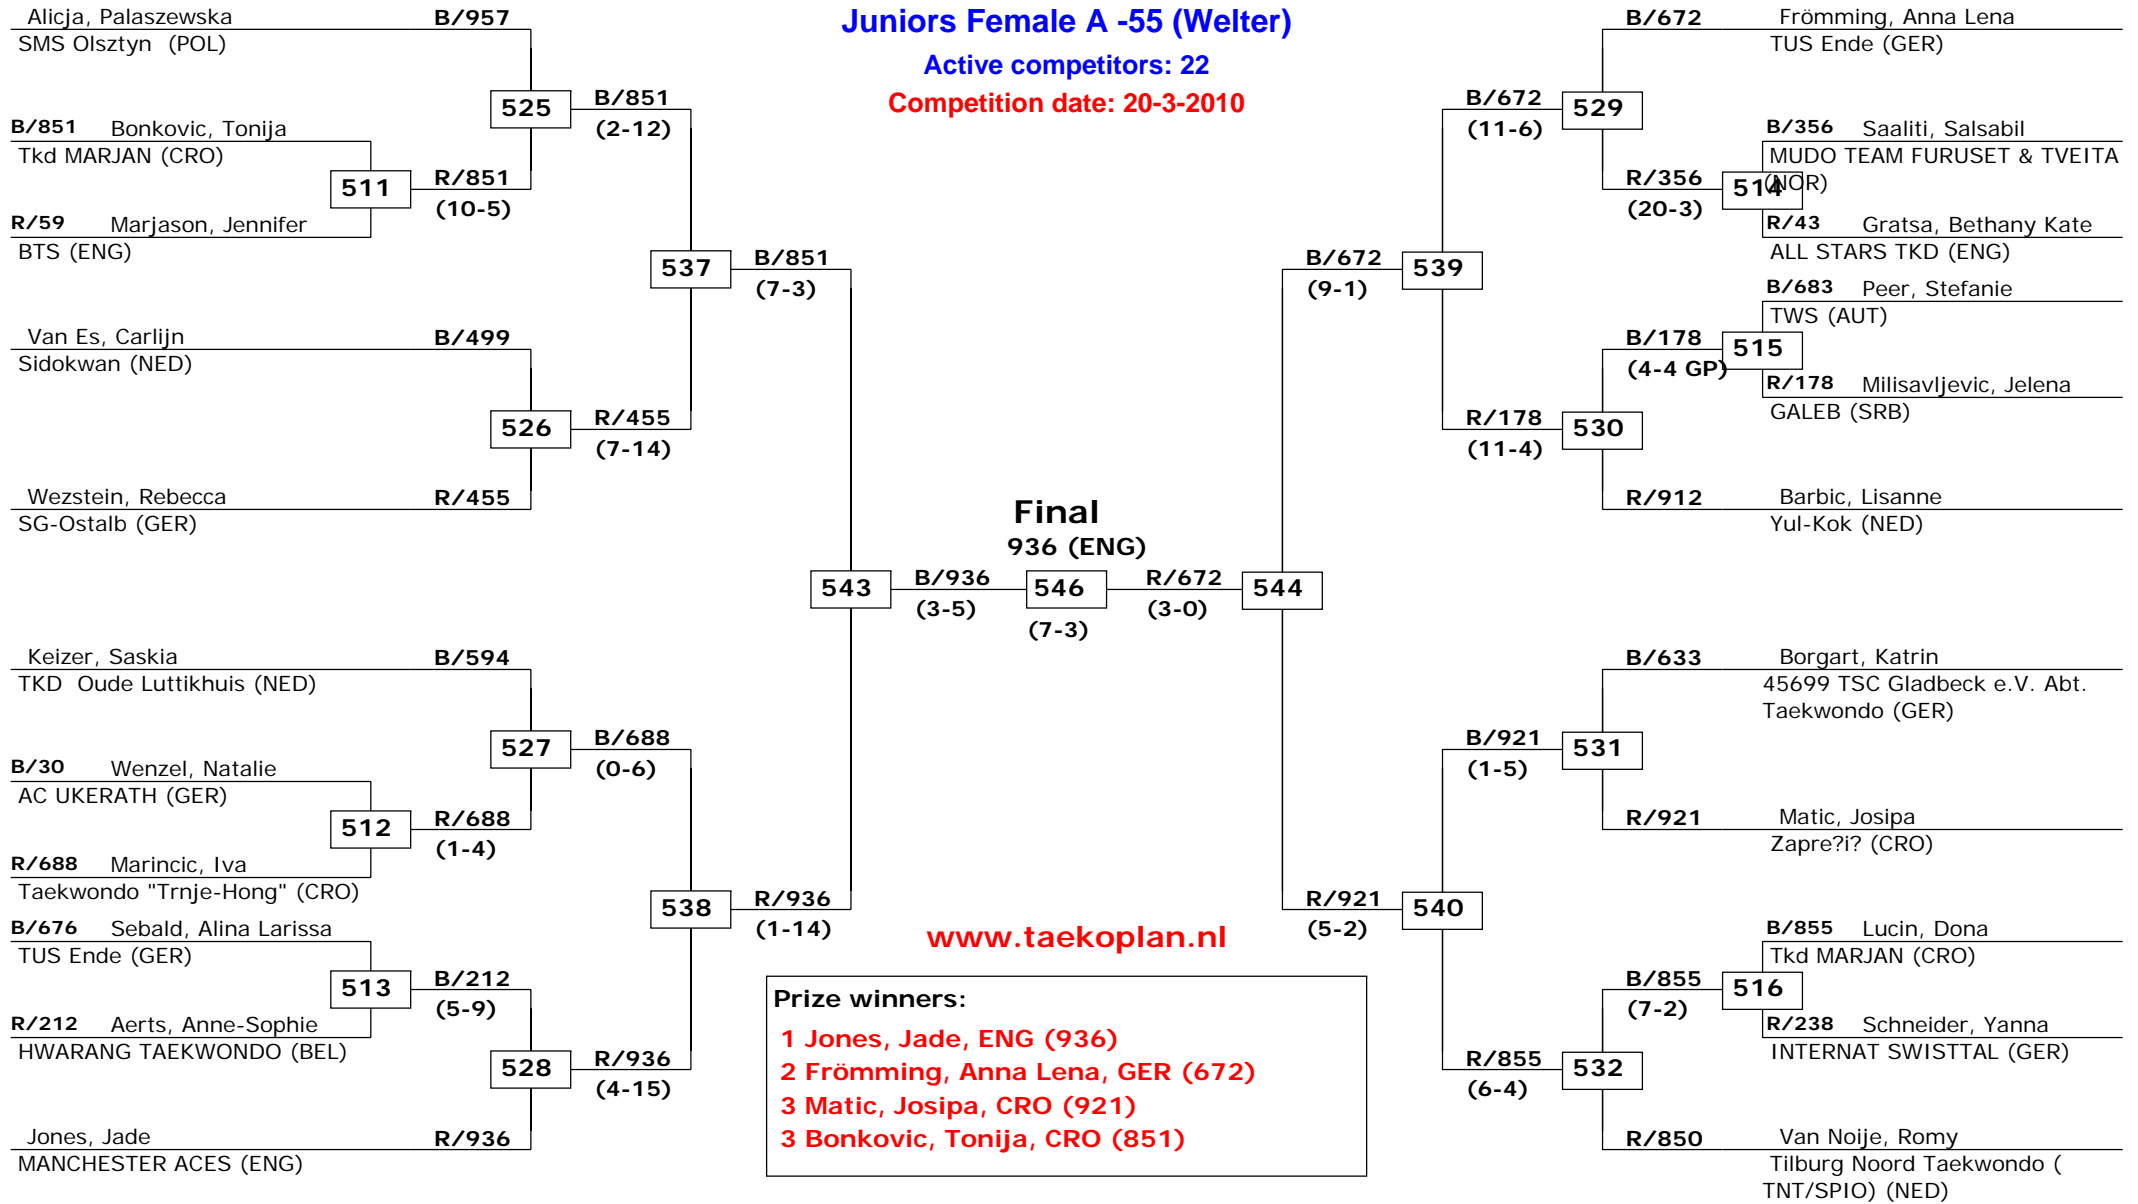 Juniors Female A -55 (Welter)
Active competitors: 22
Competition date: 20-3-2010
Alicja, Palaszewska
B/957
SMS Olsztyn (POL)
525
B/851
(2-12)
B/851 Bonkovic, Tonija
Tkd MARJAN (CRO)
511
R/851
(10-5)
R/59 Marjason, Jennifer
BTS (ENG)
537
B/851
(7-3)
Van Es, Carlijn
B/499
Sidokwan (NED)
526
R/455
(7-14)
Wezstein, Rebecca
R/455
SG-Ostalb (GER)
Keizer, Saskia
B/594
TKD Oude Luttikhuis (NED)
527
B/688
(0-6)
B/30 Wenzel, Natalie
AC UKERATH (GER)
512
R/688
(1-4)
R/688 Marincic, Iva
Taekwondo "Trnje-Hong" (CRO)
538
R/936
(1-14)
B/676 Sebald, Alina Larissa
TUS Ende (GER)
513
B/212
(5-9)
R/212 Aerts, Anne-Sophie
HWARANG TAEKWONDO (BEL)
528
R/936
(4-15)
Jones, Jade
R/936
MANCHESTER ACES (ENG)
543
B/936
(3-5)
Final
936 (ENG)
546
(7-3)
R/672
(3-0)
544
B/672
Frömming, Anna Lena
TUS Ende (GER)
B/672
(11-6)
529
B/356 Saaliti, Salsabil
MUDO TEAM FURUSET & TVEITA
(NOR)
R/356
(20-3)
514
R/43 Gratsa, Bethany Kate
ALL STARS TKD (ENG)
B/672
(9-1)
539
B/683 Peer, Stefanie
TWS (AUT)
B/178
(4-4 GP)
515
R/178 Milisavljevic, Jelena
GALEB (SRB)
R/178
(11-4)
530
R/912
Barbic, Lisanne
Yul-Kok (NED)
B/633
Borgart, Katrin
45699 TSC Gladbeck e.V. Abt.
Taekwondo (GER)
B/921
(1-5)
531
R/921
Matic, Josipa
Zapre?i? (CRO)
R/921
(5-2)
540
B/855 Lucin, Dona
Tkd MARJAN (CRO)
B/855
(7-2)
516
R/238 Schneider, Yanna
INTERNAT SWISTTAL (GER)
R/855
(6-4)
532
R/850
Van Noije, Romy
Tilburg Noord Taekwondo (
TNT/SPIO) (NED)
www.taekoplan.nl
Prize winners:
1 Jones, Jade, ENG (936)
2 Frömming, Anna Lena, GER (672)
3 Matic, Josipa, CRO (921)
3 Bonkovic, Tonija, CRO (851)